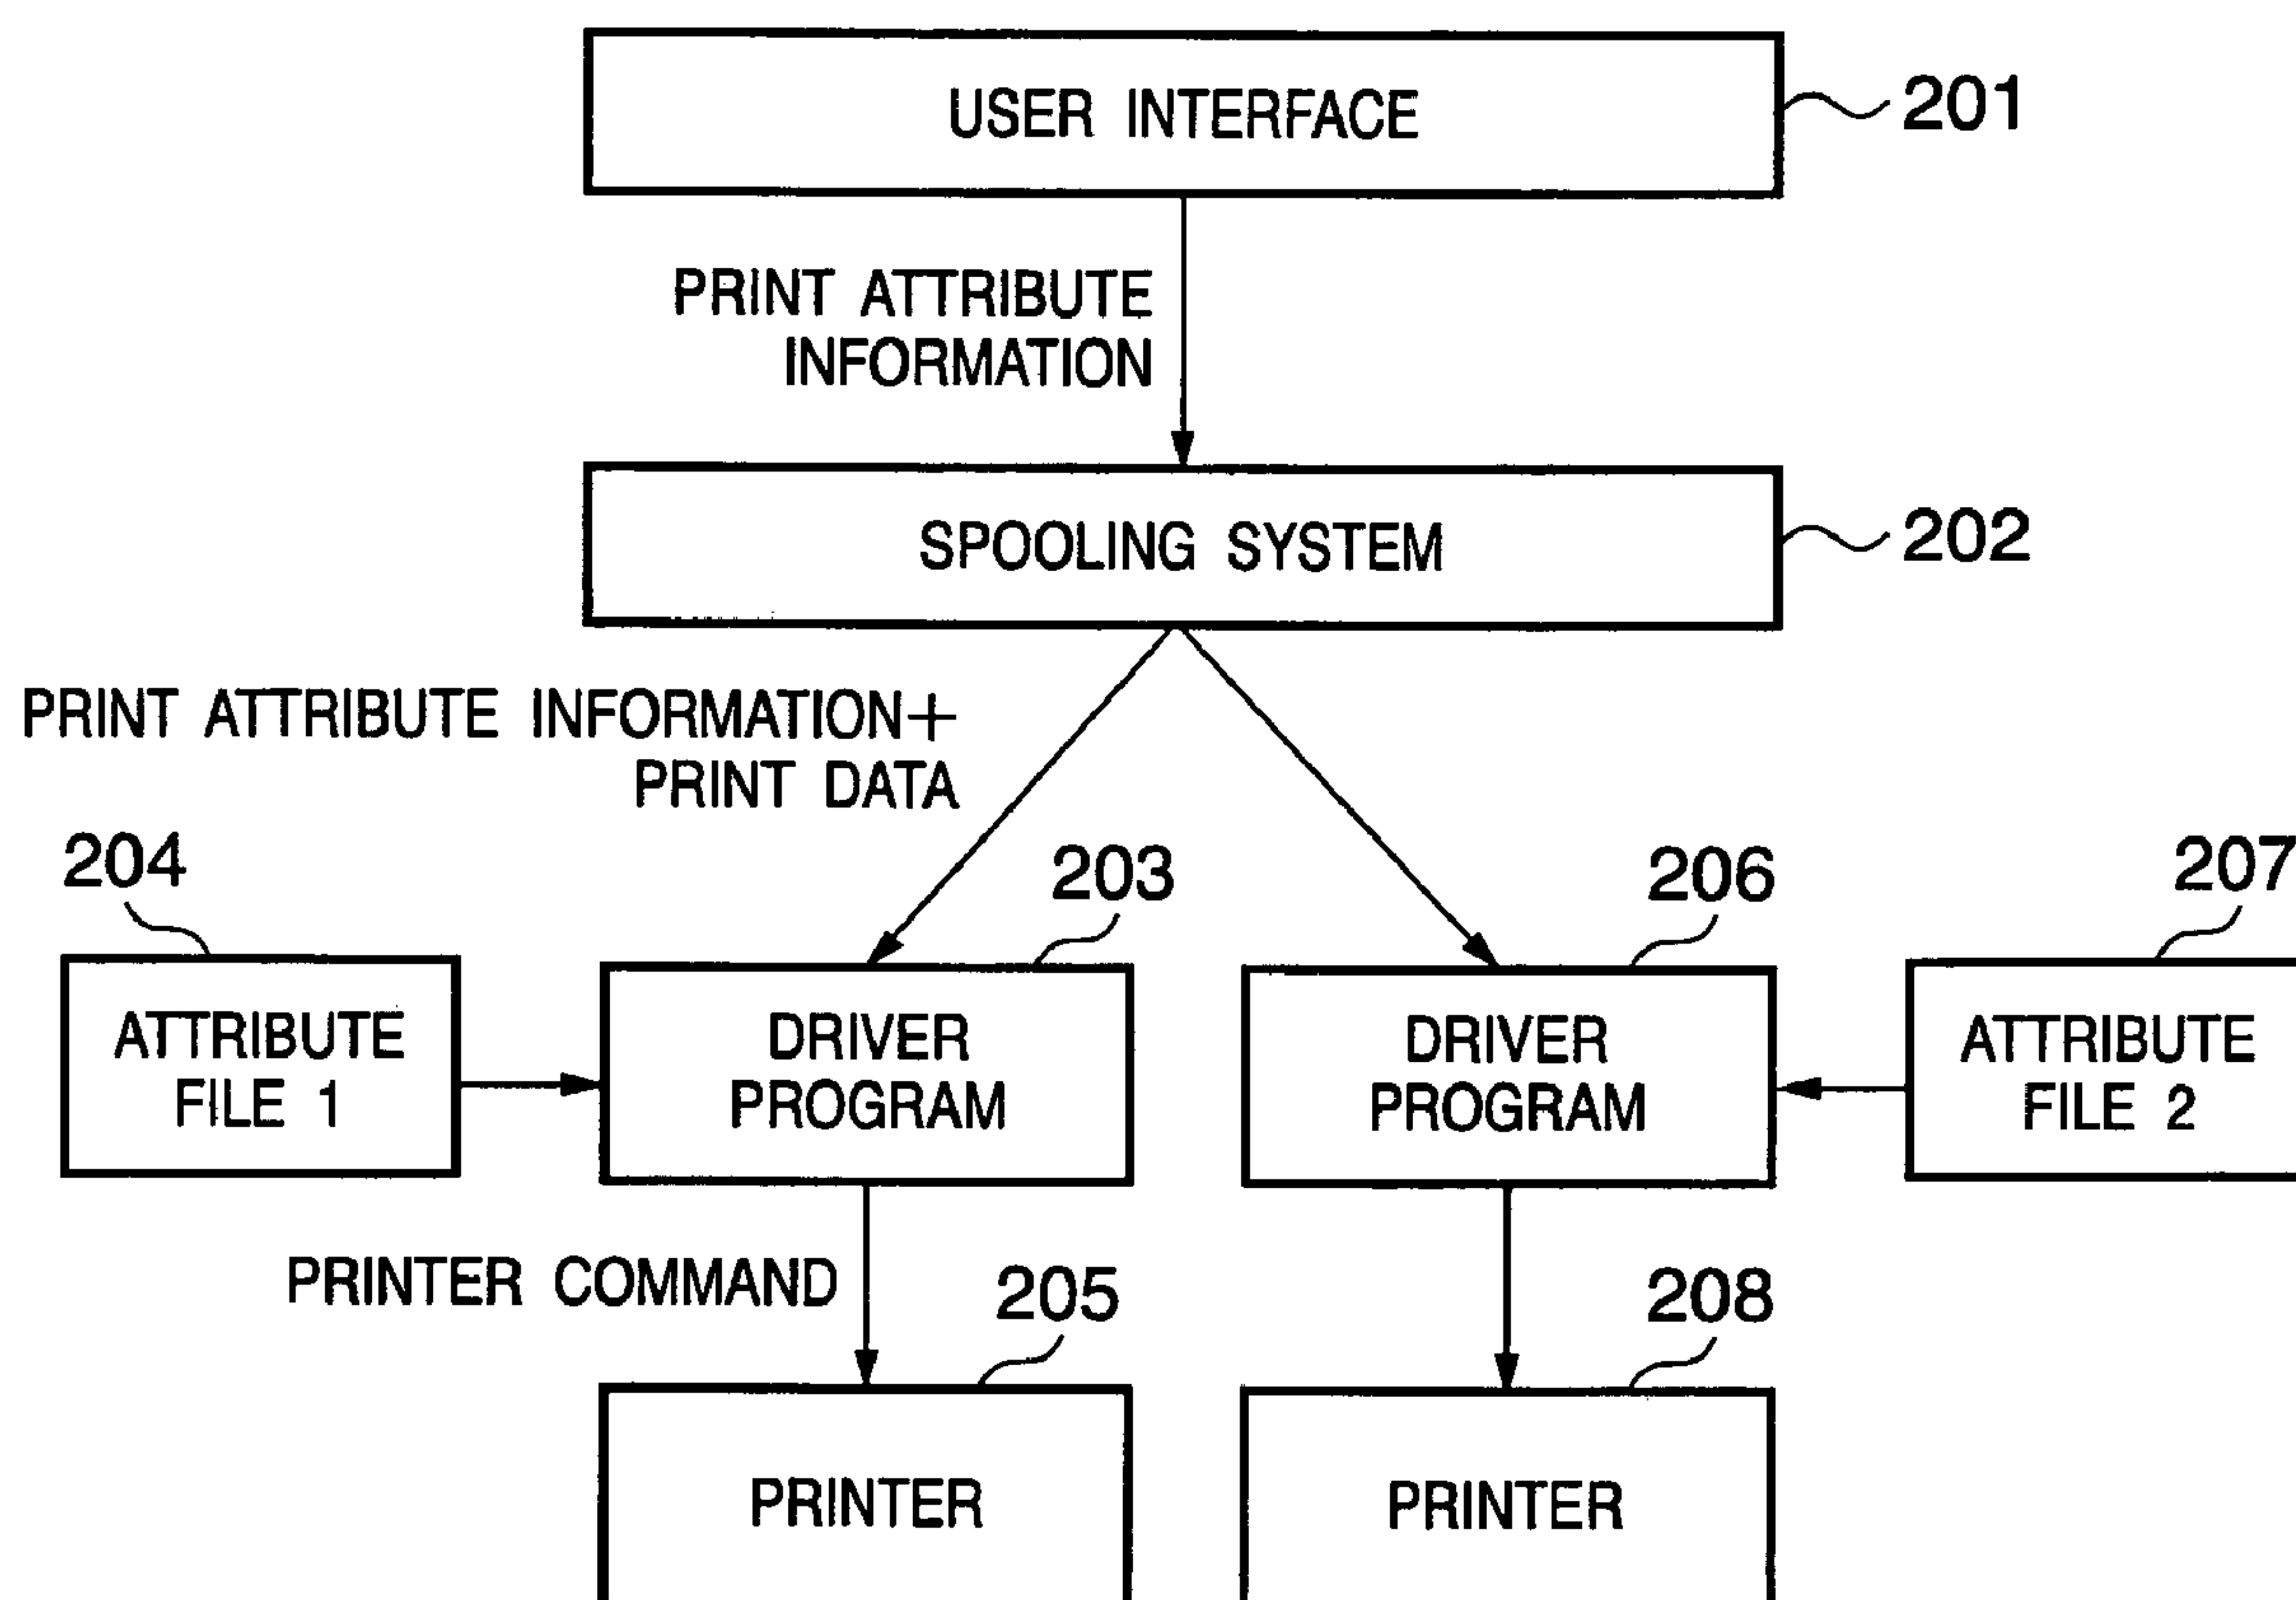 USER INTERFACE
201
PRINT ATTRIBUTE
INFORMATION
SPOOLING SYSTEM
202
PRINT ATTRIBUTE INFORMATION+
PRINT DATA
204
203
206
207
ATTRIBUTE
FILE 1
DRIVER
PROGRAM
DRIVER
PROGRAM
ATTRIBUTE
FILE 2
PRINTER COMMAND
205
208
PRINTER
PRINTER